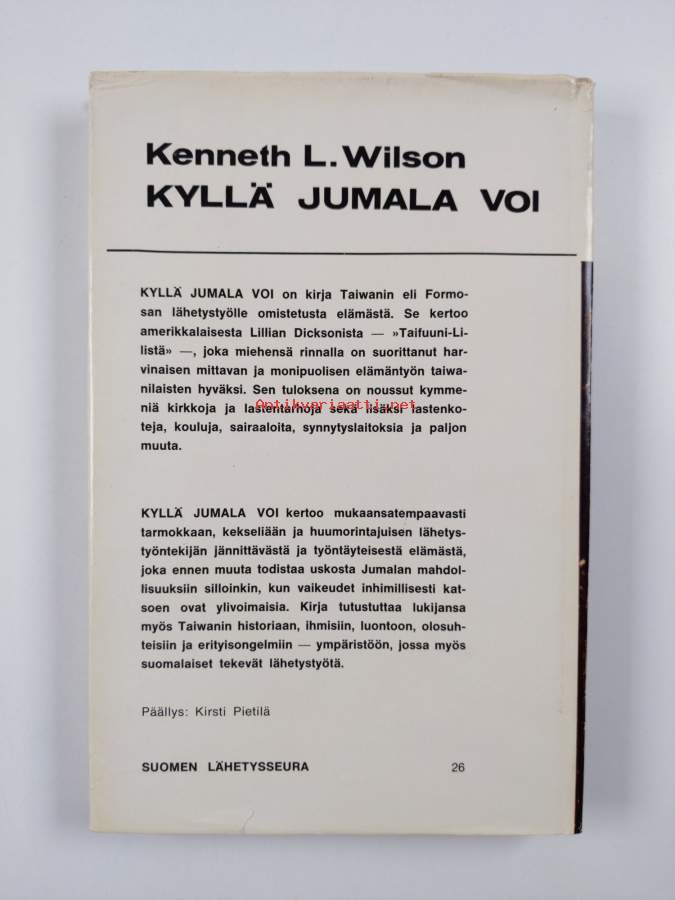 Kenneth L. Wilson
KYLLÄ JUMALA VOI
KYLLÄ JUMALA VOI on kirja Taiwanin eli Formo-
san lähetystyölle omistetusta elämästä. Se kertoo
amerikkalaisesta Lillian Dicksonista — »Taifuuni-Li-
listä» —, joka miehensä rinnalla on suorittanut har-
vinaisen mittavan ja monipuolisen elämäntyön taiwa-
nilaisten hyväksi. Sen tuloksena on noussut kymme-
niä kirkkoja ja lastentarhoja sekä lisäksi lastenko-
Antikvariaatti.net
teja, kouluja, sairaaloita, synnytyslaitoksia ja paljon
muuta.
KYLLÄ JUMALA VOI kertoo mukaansatempaavasti
tarmokkaan, kekseliään ja huumorintajuisen lähetys-
työntekijän jännittävästä ja työntäyteisestä elämästä,
joka ennen muuta todistaa uskosta Jumalan mahdol-
lisuuksiin silloinkin, kun vaikeudet inhimillisesti kat-
soen ovat ylivoimaisia. Kirja tutustuttaa lukijansa
myös Taiwanin historiaan, ihmisiin, luontoon, olosuh-
teisiin ja erityisongelmiin — ympäristöön, jossa myös
suomalaiset tekevät lähetystyötä.
Päällys: Kirsti Pietilä
SUOMEN LÄHETYSSEURA 26